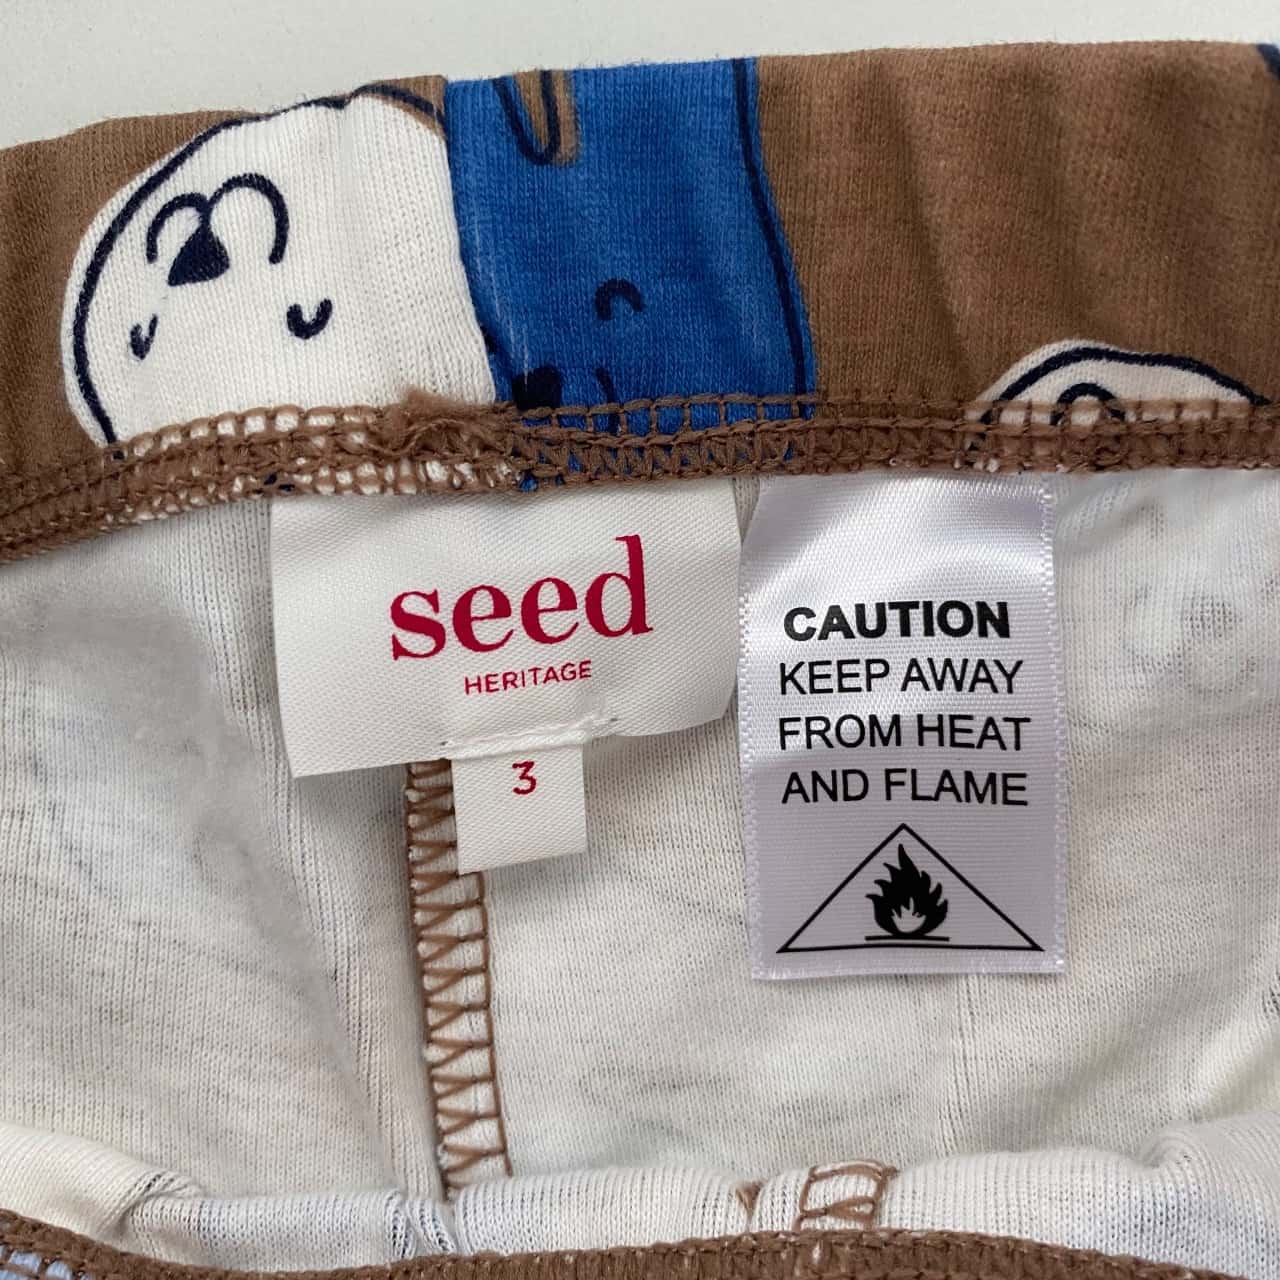 seed
HERITAGE
3
CAUTION
KEEP AWAY
FROM HEAT
AND FLAME